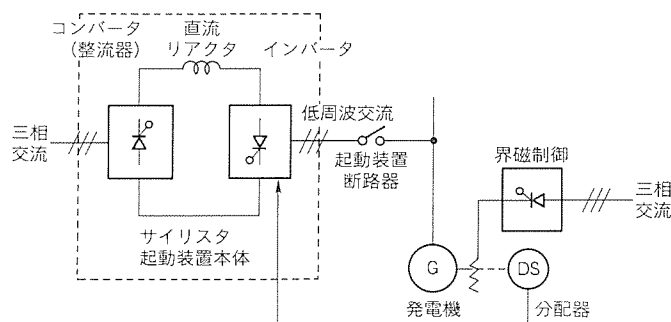 コンバータ
(整流器)
直流
リアクタ
インバータ
三相
交流
低周波交流
起動装置
断路器
サイリスタ
起動装置本体
界磁制御
三相
交流
G
発電機
DS
分配器